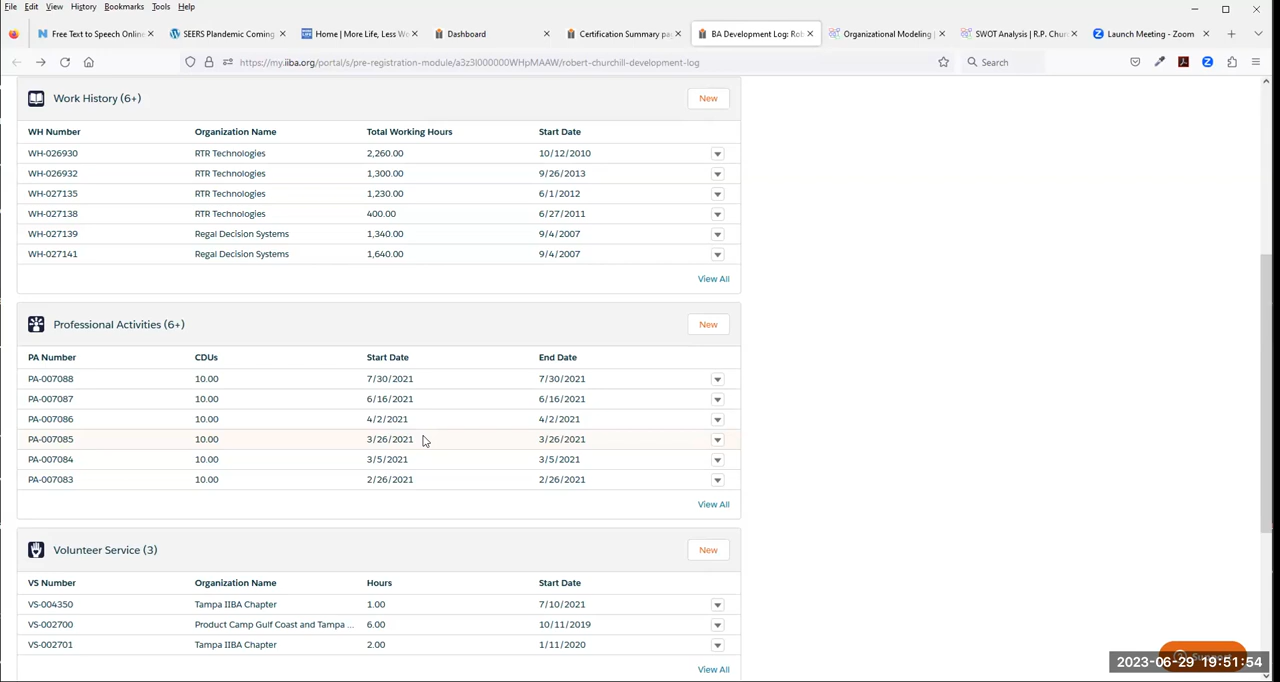 File Edit View History Bookmarks Tools Help
Free Text to Speech Online SEERS Plandemic Coming Home | More Life, Less Wo Dashboard Certification Summary pa BA Development Log: Rob Organizational Modeling | SWOT Analysis | R.P. Chur Launch Meeting - Zoom
https://my.iiba.org/portal/s/pre-registration-module/a3z3l000000WHpMAAW/robert-churchill-development-log Search
Work History (6+) New
WH Number Organization Name Total Working Hours Start Date
WH-026930 RTR Technologies 2,260.00 10/12/2010
WH-026932 RTR Technologies 1,300.00 9/26/2013
WH-027135 RTR Technologies 1,230.00 6/1/2012
WH-027138 RTR Technologies 400.00 6/27/2011
WH-027139 Regal Decision Systems 1,340.00 9/4/2007
WH-027141 Regal Decision Systems 1,640.00 9/4/2007
View All
Professional Activities (6+) New
PA Number CDUs Start Date End Date
PA-007088 10.00 7/30/2021 7/30/2021
PA-007087 10.00 6/16/2021 6/16/2021
PA-007086 10.00 4/2/2021 4/2/2021
PA-007085 10.00 3/26/2021 3/26/2021
PA-007084 10.00 3/5/2021 3/5/2021
PA-007083 10.00 2/26/2021 2/26/2021
View All
Volunteer Service (3) New
VS Number Organization Name Hours Start Date
VS-004350 Tampa IIBA Chapter 1.00 7/10/2021
VS-002700 Product Camp Gulf Coast and Tampa ... 6.00 10/11/2019
VS-002701 Tampa IIBA Chapter 2.00 1/11/2020
View All
2023-06-29 19:51:54